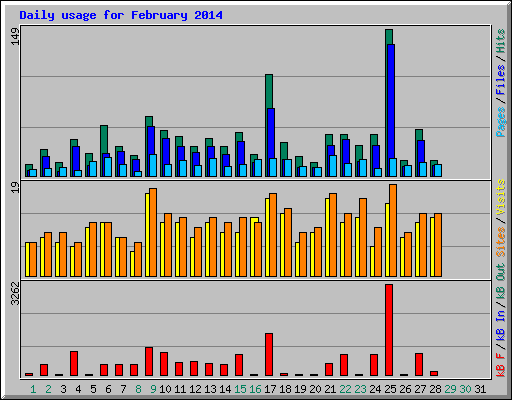 Daily usage for February 2014
149
Pages / Files / Hits
19
Sites / Visits
3262
kB F / kB In / kB Out
1 2 3 4 5 6 7 8 9 10 11 12 13 14 15 16 17 18 19 20 21 22 23 24 25 26 27 28 29 30 31